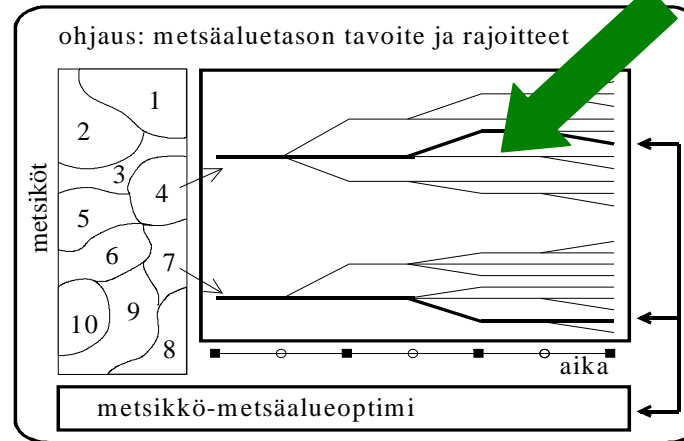 ohjaus: metsäaluetason tavoite ja rajoitteet
metsiköt
1
2
3
4
5
6
7
10
9
8
aika
metsikkö-metsäalueoptimi